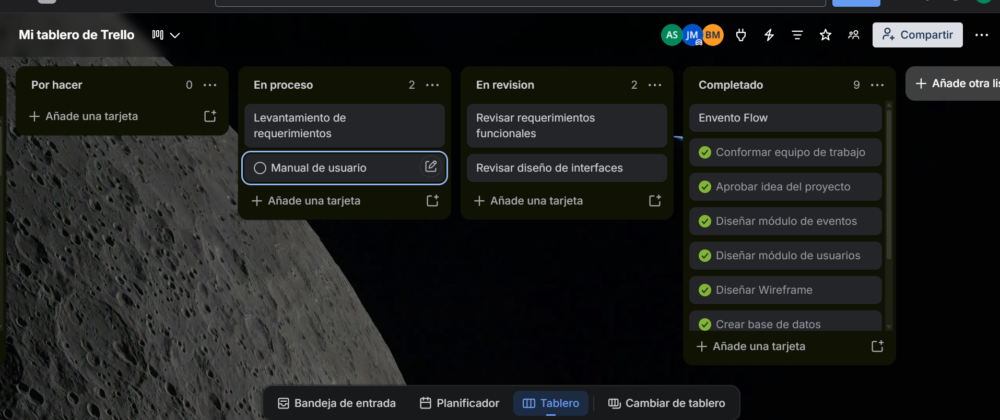 Mi tablero de Trello
AS
JM
BM
Compartir
Por hacer
0
Añade una tarjeta
En proceso
2
Levantamiento de
requerimientos
Manual de usuario
Añade una tarjeta
En revision
2
Revisar requerimientos
funcionales
Revisar diseño de interfaces
Añade una tarjeta
Completado
9
Envento Flow
Conformar equipo de trabajo
Aprobar idea del proyecto
Diseñar módulo de eventos
Diseñar módulo de usuarios
Diseñar Wireframe
Crear base de datos
Añade una tarjeta
Añade otra lis
Bandeja de entrada
Planificador
Tablero
Cambiar de tablero